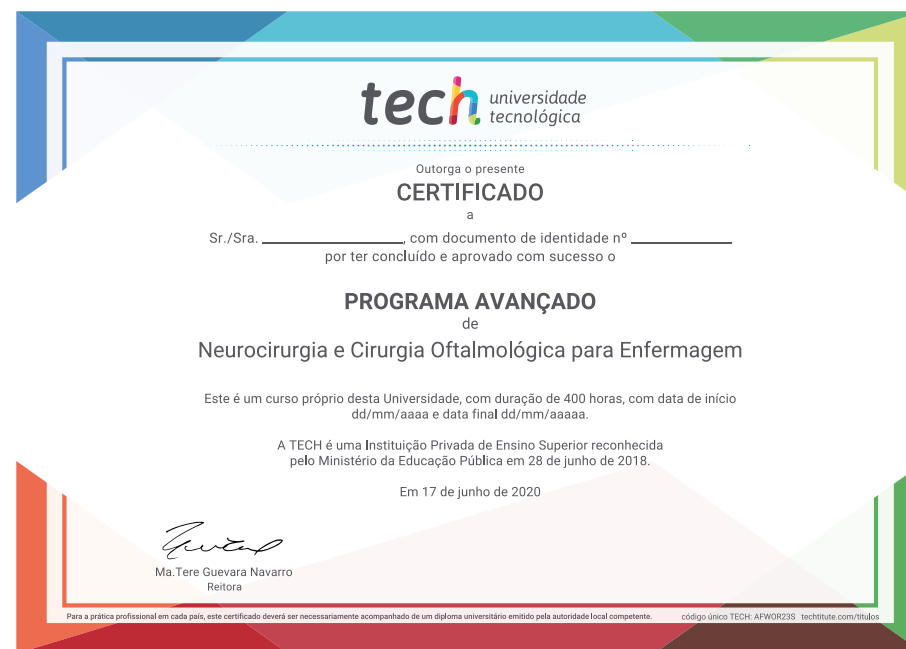 tech universidade
tecnológica
Outorga o presente
CERTIFICADO
a
Sr./Sra. ________________, com documento de identidade nº ____________
por ter concluído e aprovado com sucesso o
PROGRAMA AVANÇADO
de
Neurocirurgia e Cirurgia Oftalmológica para Enfermagem
Este é um curso próprio desta Universidade, com duração de 400 horas, com data de início
dd/mm/aaaa e data final dd/mm/aaaaa.
A TECH é uma Instituição Privada de Ensino Superior reconhecida
pelo Ministério da Educação Pública em 28 de junho de 2018.
Em 17 de junho de 2020
Ma.Tere Guevara Navarro
Reitora
Para a prática profissional em cada país, este certificado deverá ser necessariamente acompanhado de um diploma universitário emitido pela autoridade local competente. código único TECH: AFWOR23S techtitute.com/titulos